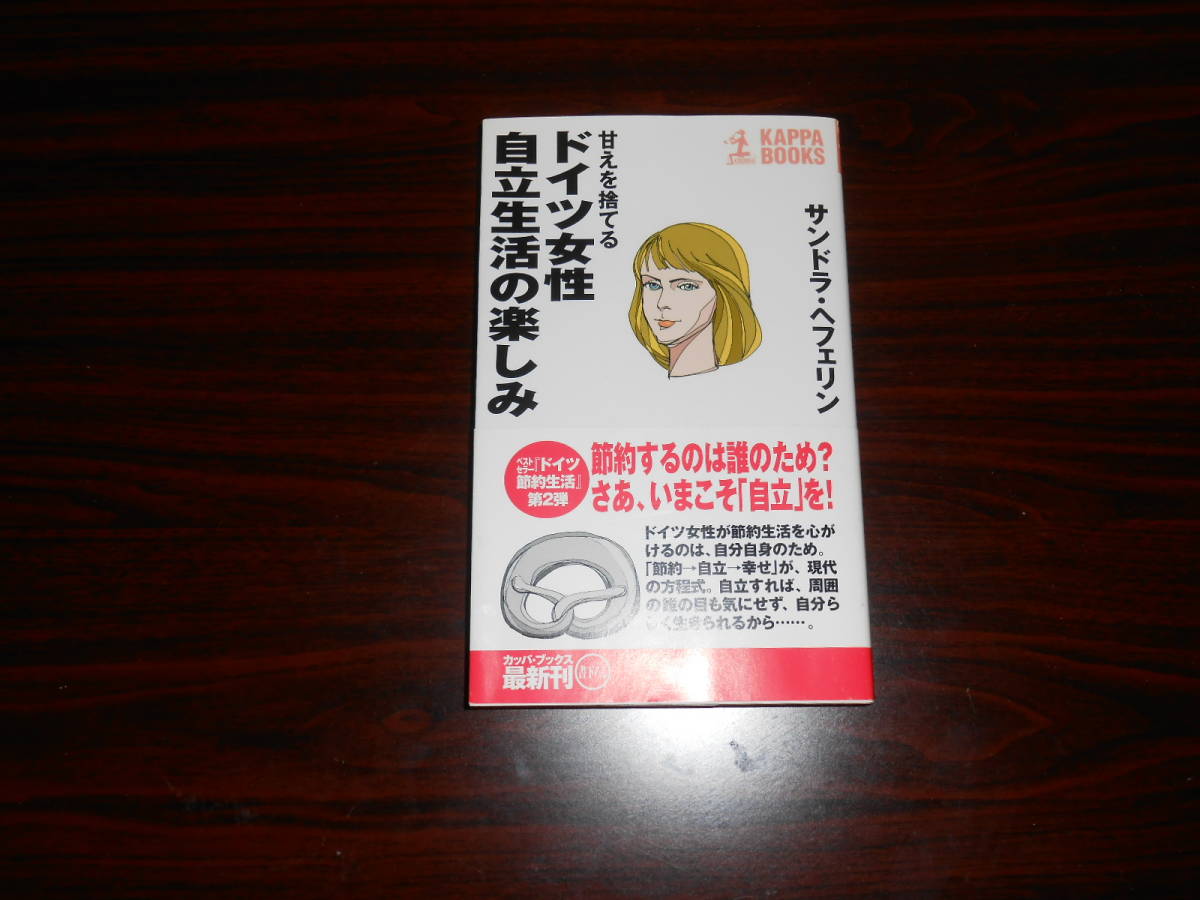 KAPPA
BOOKS
甘えを捨てる
ドイツ女性
自立生活の楽しみ
サンドラ・ヘフェリン
ベスト
セラー『ドイツ
節約生活』
第2弾
節約するのは誰のため?
さあ、いまこそ「自立」を!
ドイツ女性が節約生活を心が
けるのは、自分自身のため。
「節約→自立→幸せ」が、現代
の方程式。自立すれば、周囲
の誰の目も気にせず、自分ら
しく生きられるから……。
カッパ・ブックス
最新刊
書下ろし